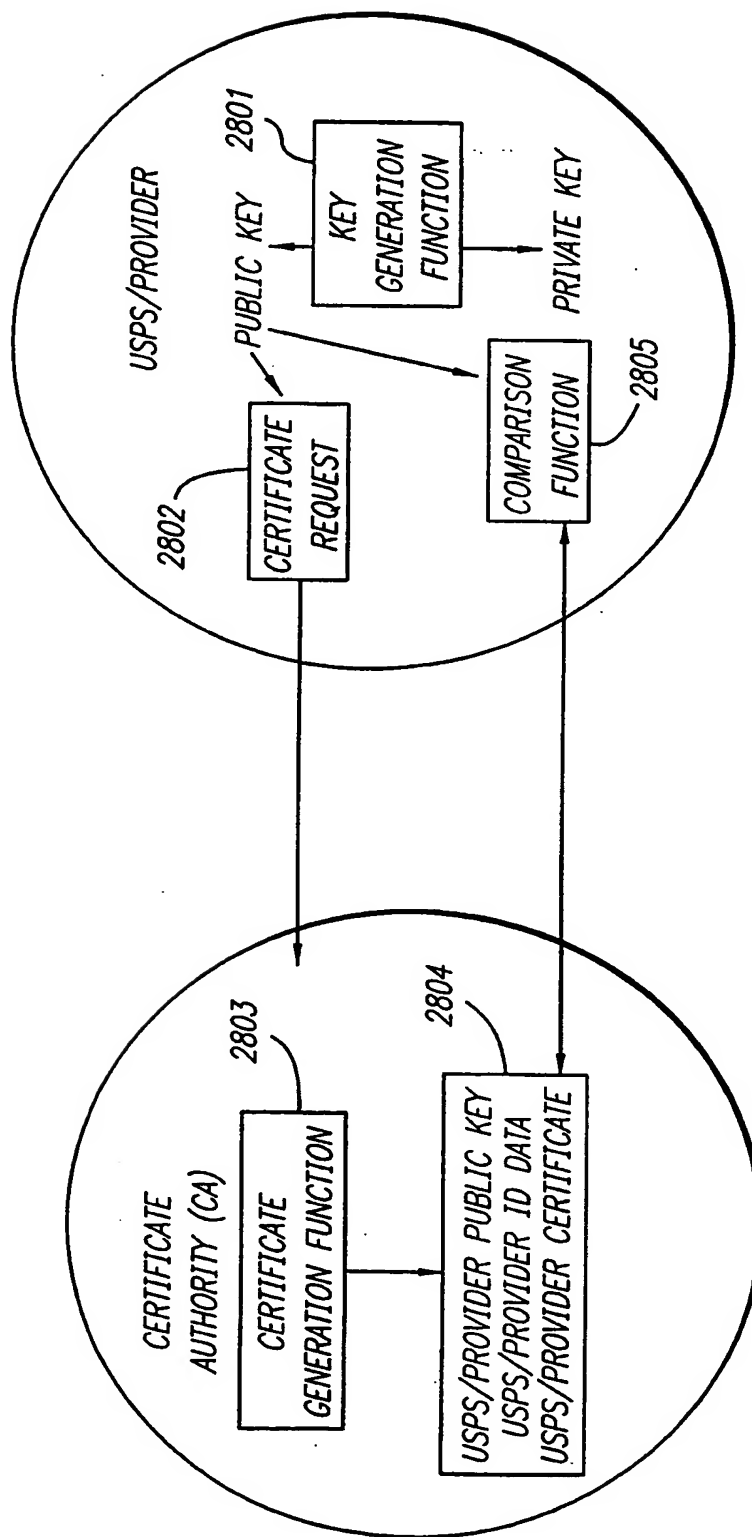 CERTIFICATE
AUTHORITY (CA)
2803
CERTIFICATE
GENERATION FUNCTION
2804
USPS/PROVIDER PUBLIC KEY
USPS/PROVIDER ID DATA
USPS/PROVIDER CERTIFICATE
USPS/PROVIDER
2802
CERTIFICATE
REQUEST
PUBLIC KEY
2801
KEY
GENERATION
FUNCTION
PRIVATE KEY
COMPARISON
FUNCTION
2805